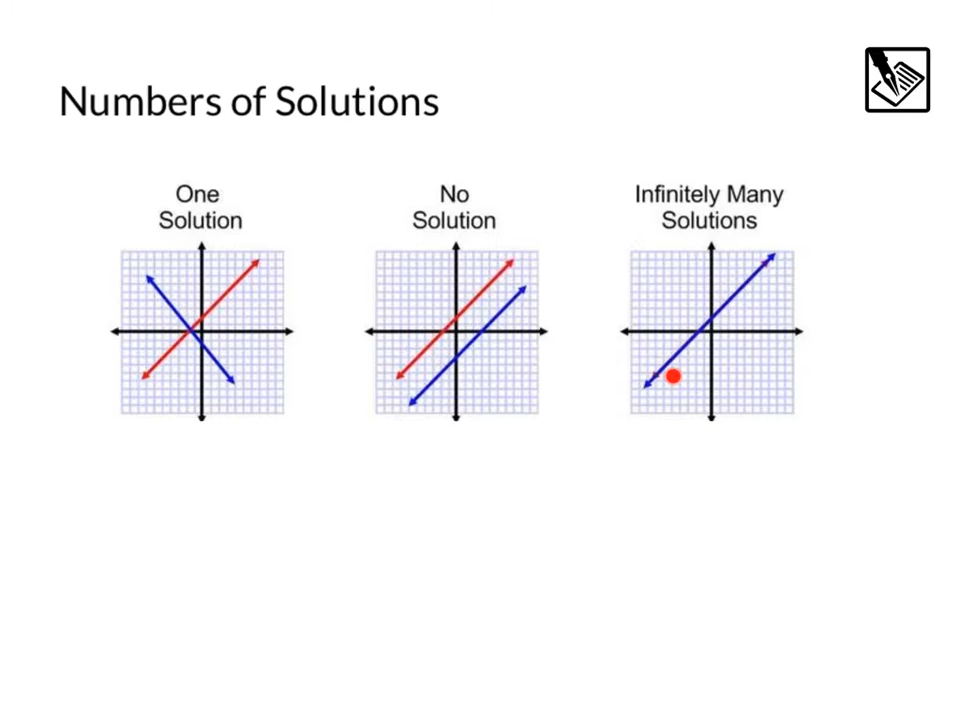 Numbers of Solutions
One
Solution
No
Solution
Infinitely Many
Solutions